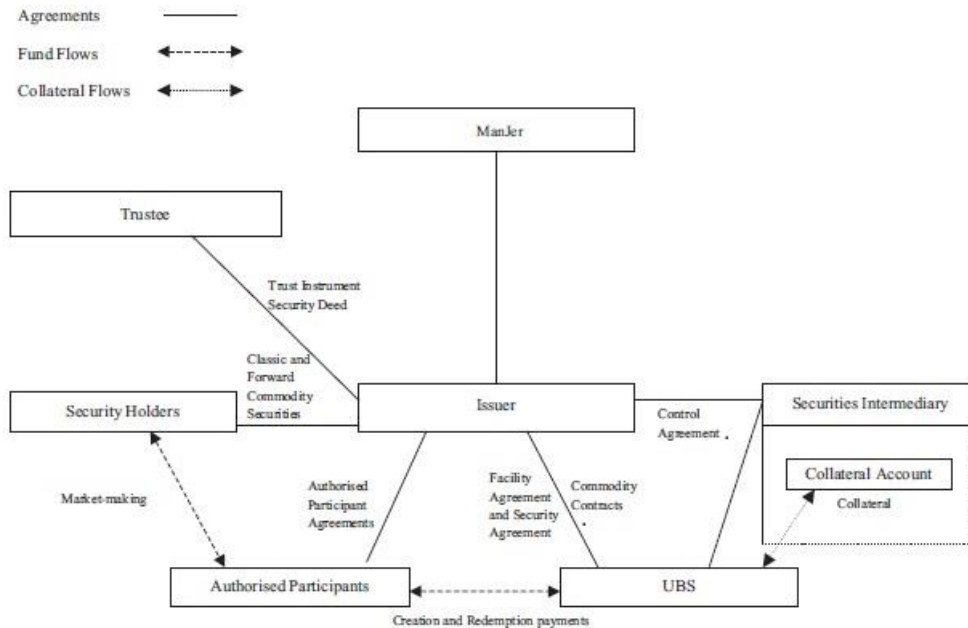 Agreements
Fund Flows
Collateral Flows
ManJer
Trustee
Trust Instrument
Security Deed
Classic and
Forward
Commodity
Securities
Security Holders
Issuer
Control
Agreement
Securities Intermediary
Collateral Account
Collateral
Market-making
Authorised
Participant
Agreements
Facility
Agreement
and Security
Agreement
Commodity
Contracts
Authorised Participants
UBS
Creation and Redemption payments